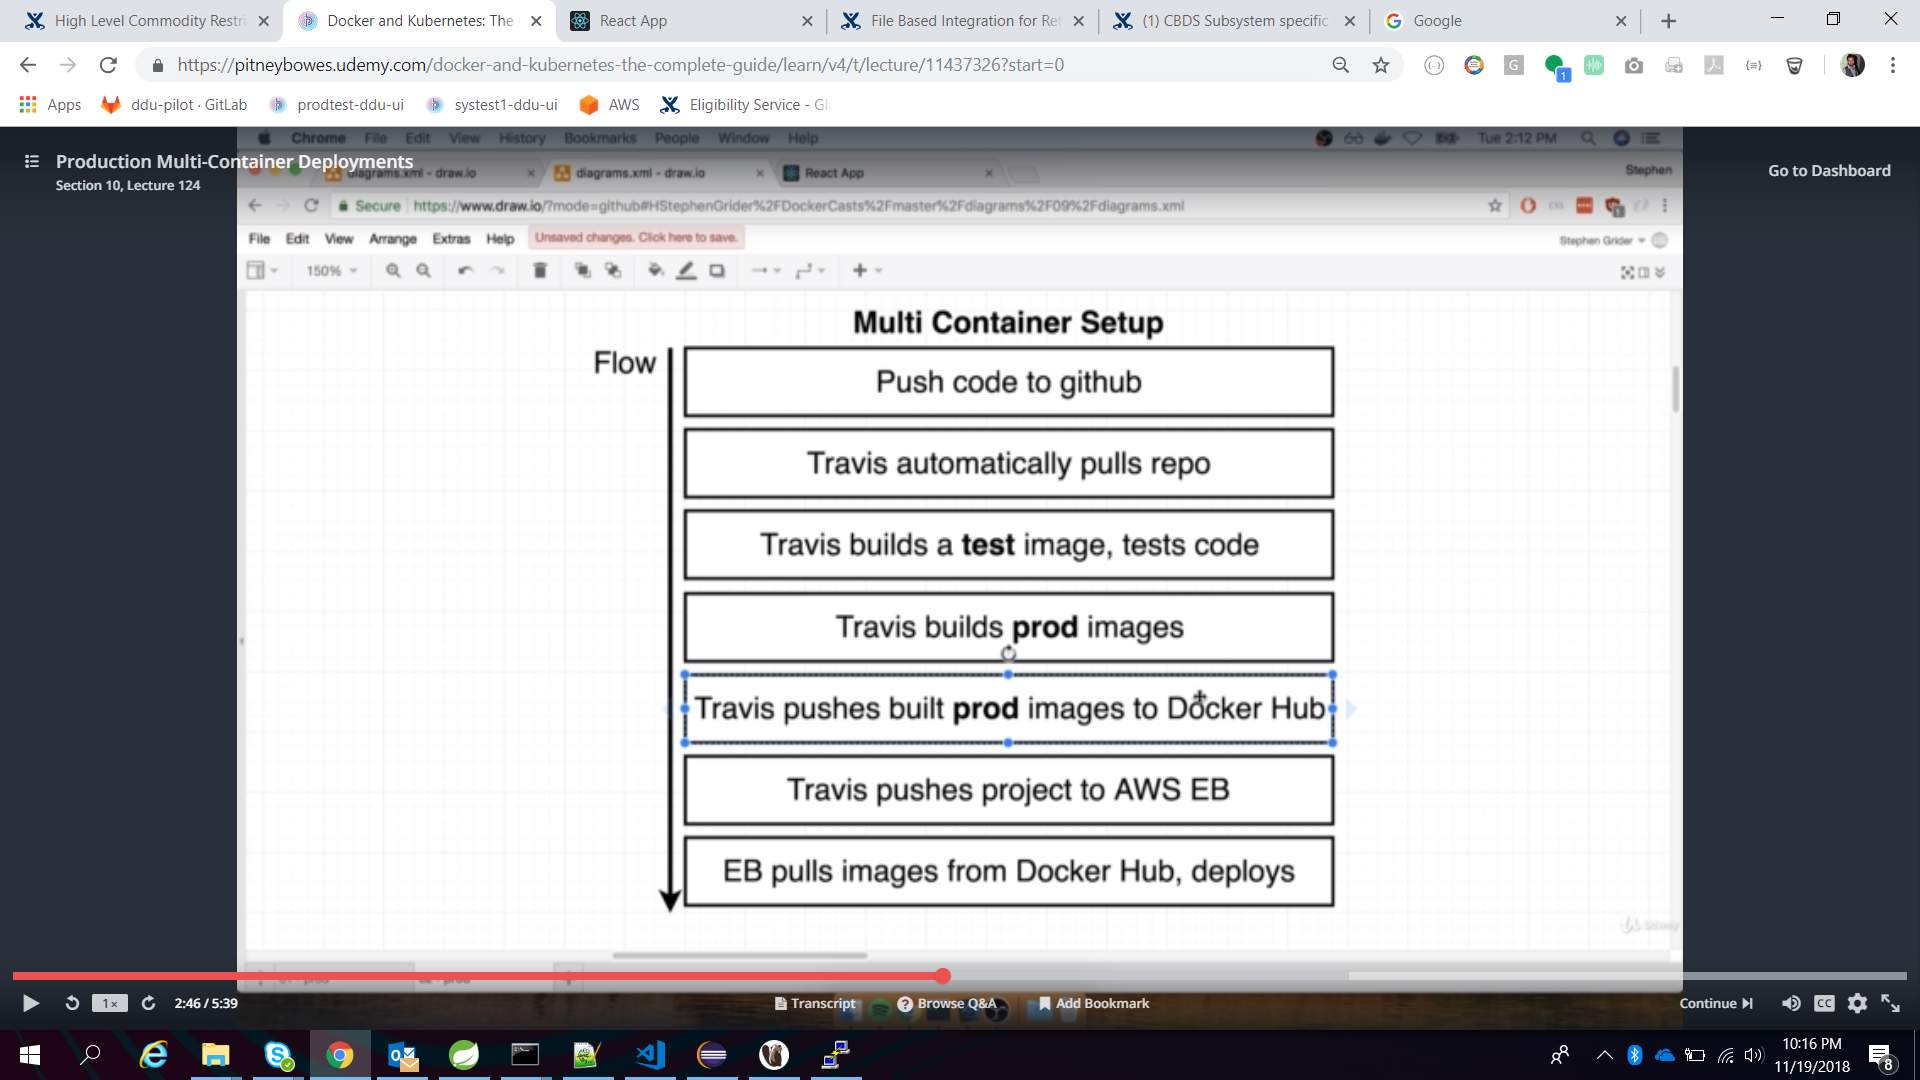 High Level Commodity Restri
Docker and Kubernetes: The
React App
File Based Integration for Ret
(1) CBDS Subsystem specific
Google
https://pitneybowes.udemy.com/docker-and-kubernetes-the-complete-guide/learn/v4/t/lecture/11437326?start=0
1
Apps
ddu-pilot · GitLab
prodtest-ddu-ui
systest1-ddu-ui
AWS
Eligibility Service - Gl
Chrome File Edit View History Bookmarks People Window Help
Tue 2:12 PM
Production Multi-Container Deployments
Section 10, Lecture 124
Go to Dashboard
diagrams.xml - draw.io
diagrams.xml - draw.io
React App
Stephen
Secure
https://www.draw.io/?mode=github#HStephenGrider%2FDockerCasts%2Fmaster%2Fdiagrams%2F09%2Fdiagrams.xml
File Edit View Arrange Extras Help
Unsaved changes. Click here to save.
Stephen Grider
150%
Multi Container Setup
Flow
Push code to github
Travis automatically pulls repo
Travis builds a test image, tests code
Travis builds prod images
Travis pushes built prod images to Docker Hub
Travis pushes project to AWS EB
EB pulls images from Docker Hub, deploys
Udemy
1×
2:46 / 5:39
Transcript
Browse Q&A
Add Bookmark
Continue
CC
10:16 PM
11/19/2018
8